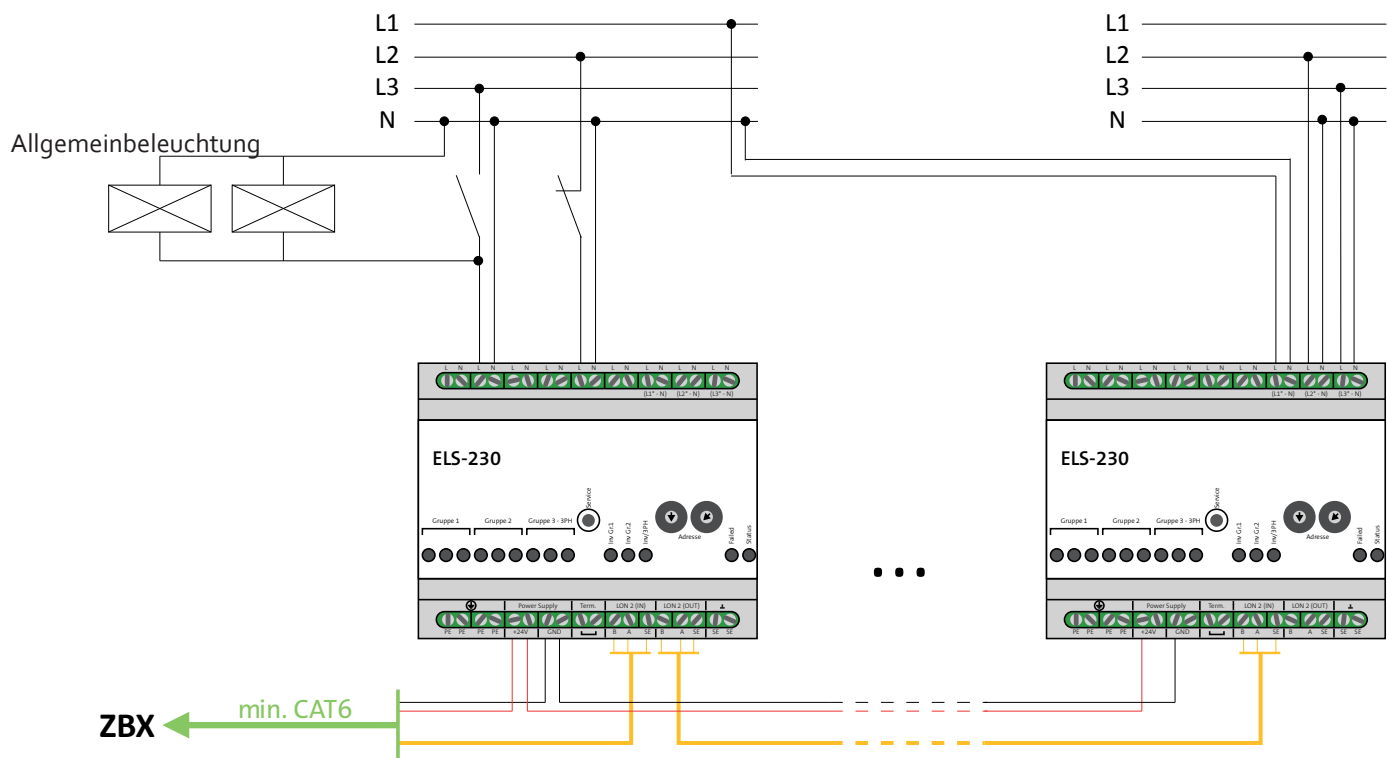 L1
L2
L3
N
L1
L2
L3
N
Allgemeinbeleuchtung
L N L N L N L N L N L N L N L N L N
(L1* - N) (L2* - N) (L3* - N)
ELS-230
Service
Gruppe 1 Gruppe 2 Gruppe 3 - 3PH
Inv Gr.1
Inv Gr.2
Inv/3PH
Adresse
Failed
Status
Power Supply Term. LON 2 (IN) LON 2 (OUT)
PE PE PE PE +24V GND B A SE B A SE SE SE
L N L N L N L N L N L N L N L N L N
(L1* - N) (L2* - N) (L3* - N)
ELS-230
Service
Gruppe 1 Gruppe 2 Gruppe 3 - 3PH
Inv Gr.1
Inv Gr.2
Inv/3PH
Adresse
Failed
Status
Power Supply Term. LON 2 (IN) LON 2 (OUT)
PE PE PE PE +24V GND B A SE B A SE SE SE
...
min. CAT6
ZBX